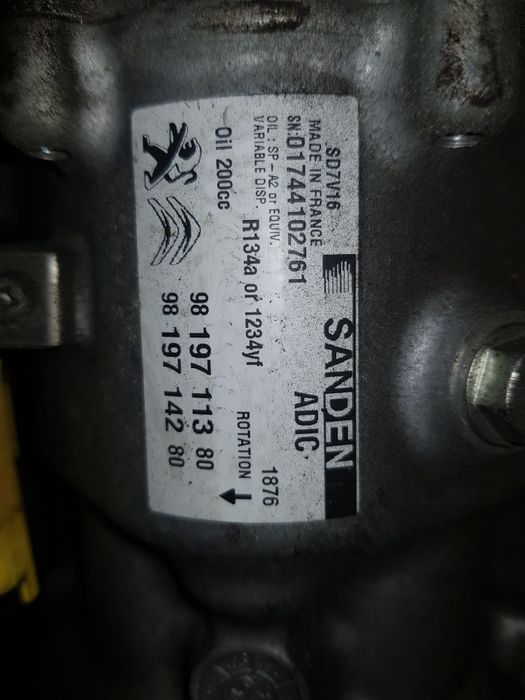 SANDEN
SD7V16
ADIC
MADE IN FRANCE
SN:01744102761
1876
OIL : SP - A2 or EQUIV.
VARIABLE DISP.
ROTATION
R134a or 1234yf
Oil 200cc
98 197 113 80
98 197 142 80